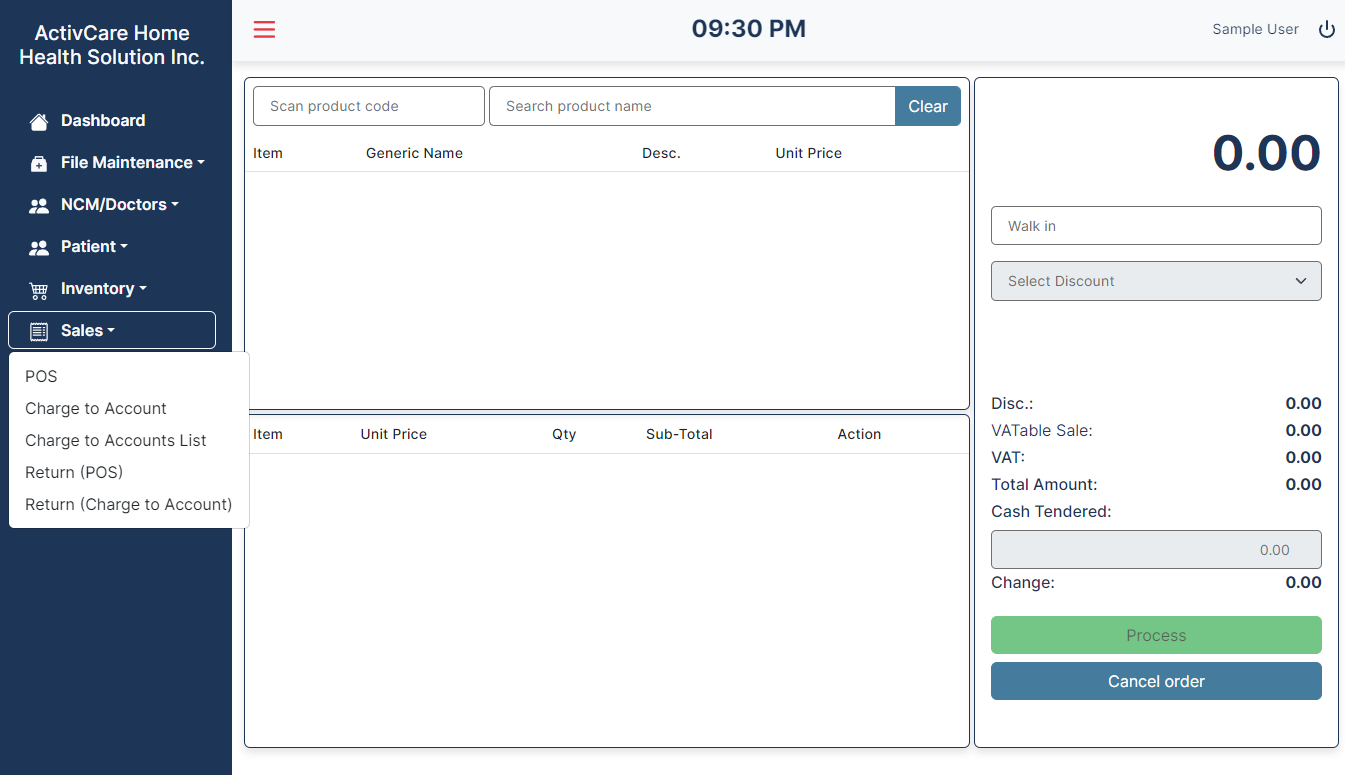 ActivCare Home
Health Solution Inc.
Dashboard
File Maintenance
NCM/Doctors
Patient
Inventory
Sales
POS
Charge to Account
Charge to Accounts List
Return (POS)
Return (Charge to Account)
09:30 PM
Sample User
Scan product code
Search product name
Clear
Item Generic Name Desc. Unit Price
Item Unit Price Qty Sub-Total Action
0.00
Walk in
Select Discount
Disc.: 0.00
VATable Sale: 0.00
VAT: 0.00
Total Amount: 0.00
Cash Tendered:
0.00
Change: 0.00
Process
Cancel order